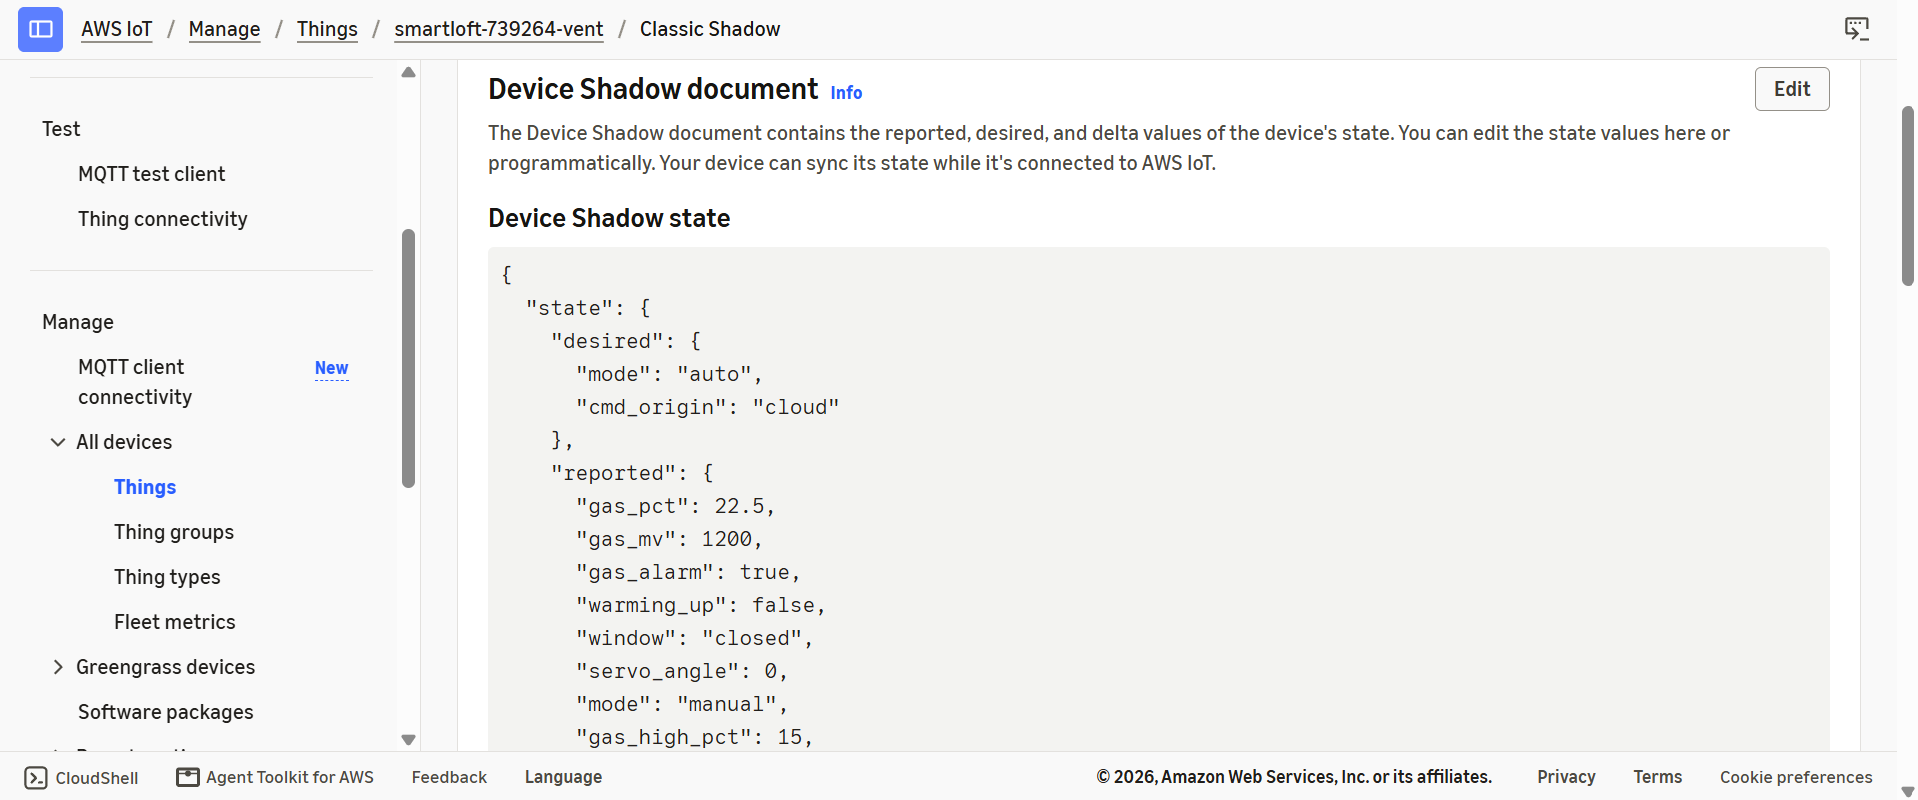 AWS IoT / Manage / Things / smartloft-739264-vent / Classic Shadow
Test
MQTT test client
Thing connectivity
Manage
MQTT client
connectivity
New
All devices
Things
Thing groups
Thing types
Fleet metrics
Greengrass devices
Software packages
Device Shadow document Info
Edit
The Device Shadow document contains the reported, desired, and delta values of the device's state. You can edit the state values here or
programmatically. Your device can sync its state while it's connected to AWS IoT.
Device Shadow state
{
  "state": {
    "desired": {
      "mode": "auto",
      "cmd_origin": "cloud"
    },
    "reported": {
      "gas_pct": 22.5,
      "gas_mv": 1200,
      "gas_alarm": true,
      "warming_up": false,
      "window": "closed",
      "servo_angle": 0,
      "mode": "manual",
      "gas_high_pct": 15,
CloudShell
Agent Toolkit for AWS
Feedback
Language
© 2026, Amazon Web Services, Inc. or its affiliates.
Privacy
Terms
Cookie preferences